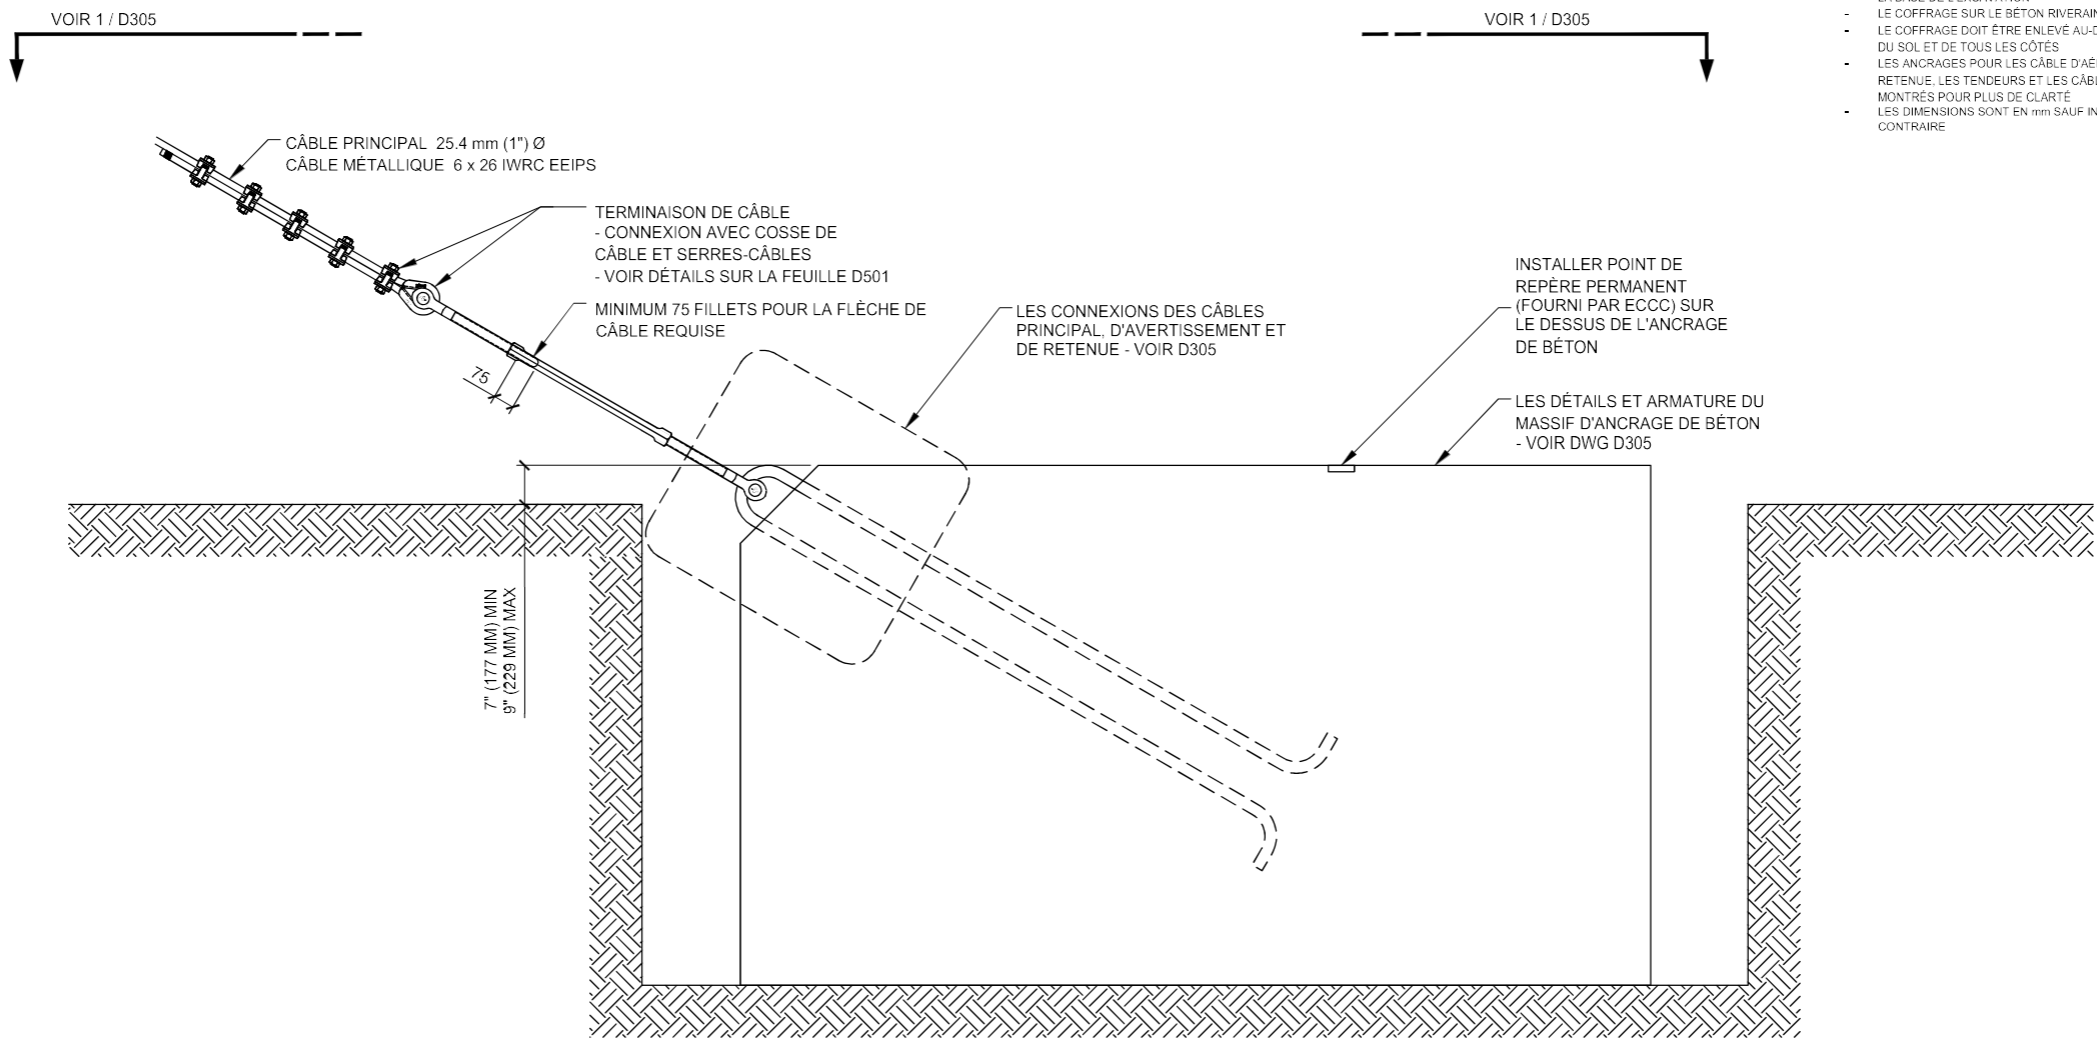 VOIR 1 / D305
VOIR 1 / D305
- LE COFFRAGE SUR LE BÉTON RIVERAIN
- LE COFFRAGE DOIT ÊTRE ENLEVÉ
DU SOL ET DE TOUS LES CÔTÉS
- LES ANCRAGES POUR LES CÂBLE
RETENUE, LES TENDEURS ET LES
MONTRÉS POUR PLUS DE CLARTÉ
- LES DIMENSIONS SONT EN mm SAUF
CONTRAIRE
CÂBLE PRINCIPAL 25.4 mm (1") Ø
CÂBLE MÉTALLIQUE 6 x 26 IWRC EEIPS
TERMINAISON DE CÂBLE
- CONNEXION AVEC COSSE DE
CÂBLE ET SERRES-CÂBLES
- VOIR DÉTAILS SUR LA FEUILLE D501
MINIMUM 75 FILLETS POUR LA FLÈCHE DE
CÂBLE REQUISE
75
LES CONNEXIONS DES CÂBLES
PRINCIPAL, D'AVERTISSEMENT ET
DE RETENUE - VOIR D305
INSTALLER POINT DE
REPÈRE PERMANENT
(FOURNI PAR ECCC) SUR
LE DESSUS DE L'ANCRAGE
DE BÉTON
LES DÉTAILS ET ARMATURE DU
MASSIF D'ANCRAGE DE BÉTON
- VOIR DWG D305
7" (177 MM) MIN
9" (229 MM) MAX